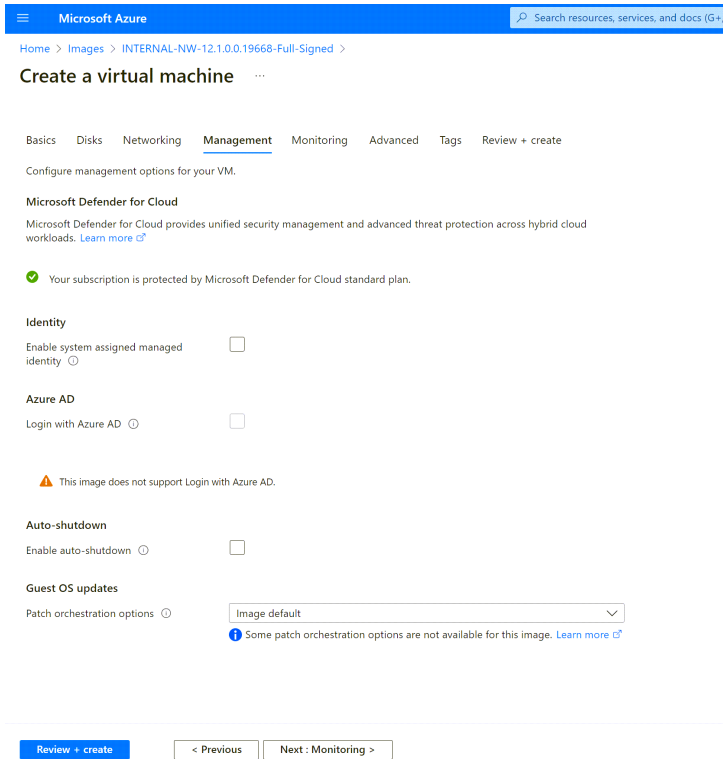 Microsoft Azure
Search resources, services, and docs (G+/
Home > Images > INTERNAL-NW-12.1.0.0.19668-Full-Signed >
Create a virtual machine ...
Basics Disks Networking Management Monitoring Advanced Tags Review + create
Configure management options for your VM.
Microsoft Defender for Cloud
Microsoft Defender for Cloud provides unified security management and advanced threat protection across hybrid cloud
workloads. Learn more
Your subscription is protected by Microsoft Defender for Cloud standard plan.
Identity
Enable system assigned managed
identity
Azure AD
Login with Azure AD
This image does not support Login with Azure AD.
Auto-shutdown
Enable auto-shutdown
Guest OS updates
Patch orchestration options
Image default
Some patch orchestration options are not available for this image. Learn more
Review + create
< Previous
Next : Monitoring >